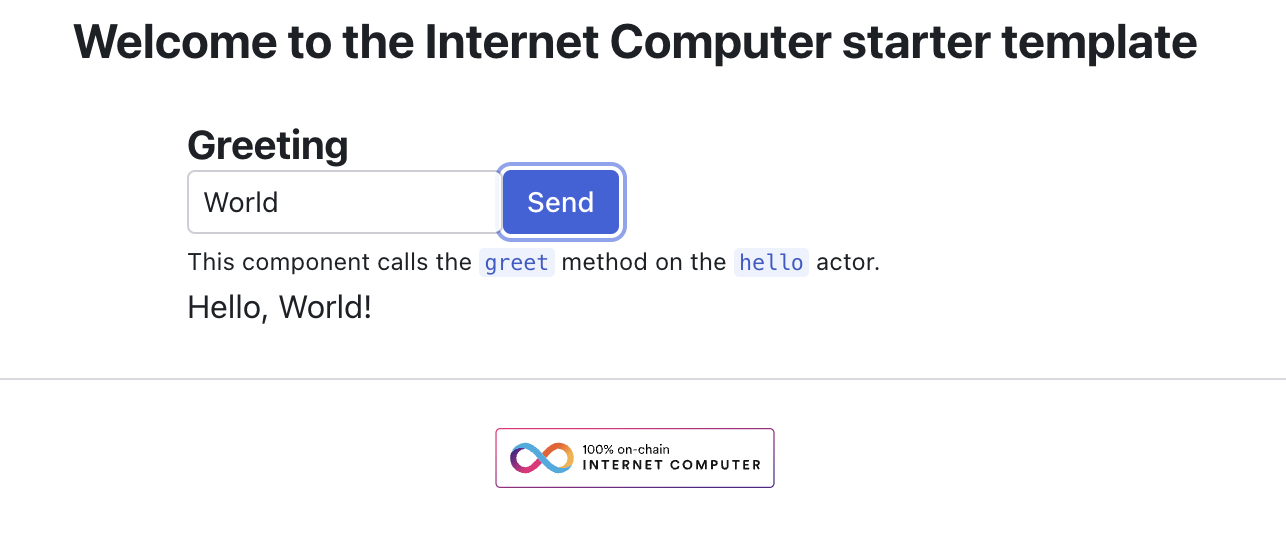 Welcome to the Internet Computer starter template
Greeting
World Send
This component calls the greet method on the hello actor.
Hello, World!
100% on-chain
INTERNET COMPUTER